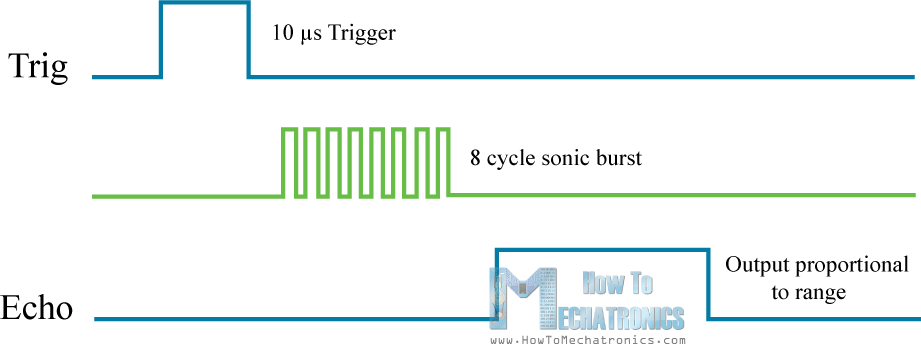 10 µs Trigger
Trig
8 cycle sonic burst
Output proportional
to range
Echo
How To
MECHATRONICS
www.HowToMechatronics.com